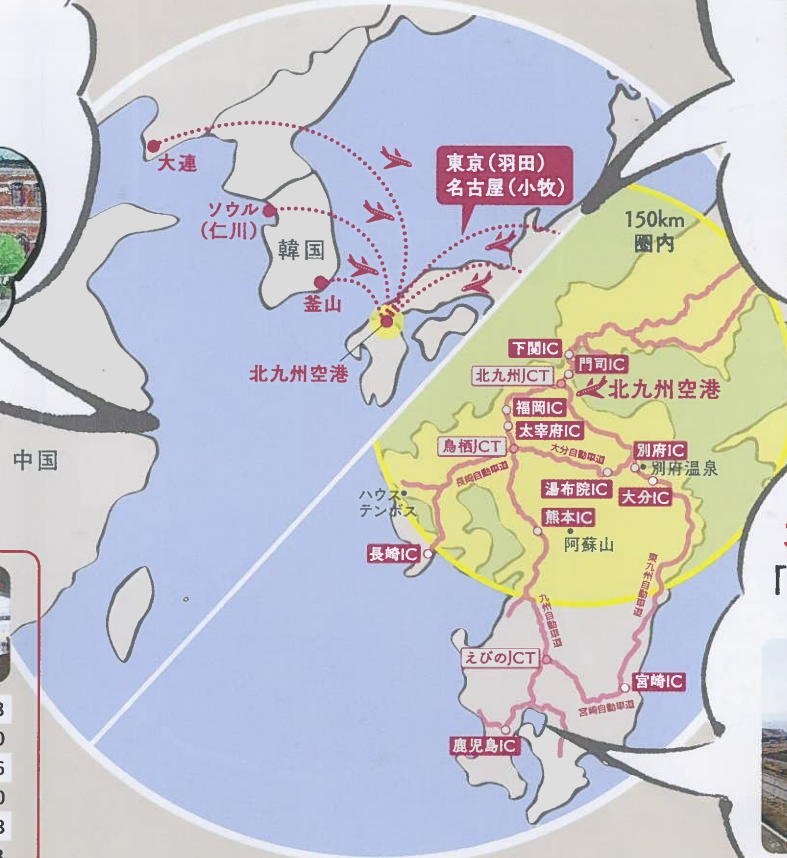 大連
ソウル
(仁川)
韓国
釜山
北九州空港
東京(羽田)
名古屋(小牧)
中国
150km
圏内
下関IC
門司IC
北九州JCT
北九州空港
福岡IC
太宰府IC
鳥栖JCT
大分自動車道
別府IC
別府温泉
長崎自動車道
湯布院IC
大分IC
ハウス
テンボス
熊本IC
阿蘇山
長崎IC
東九州自動車道
九州自動車道
えびのJCT
宮崎IC
宮崎自動車道
鹿児島IC
「
3
0
6
0
3